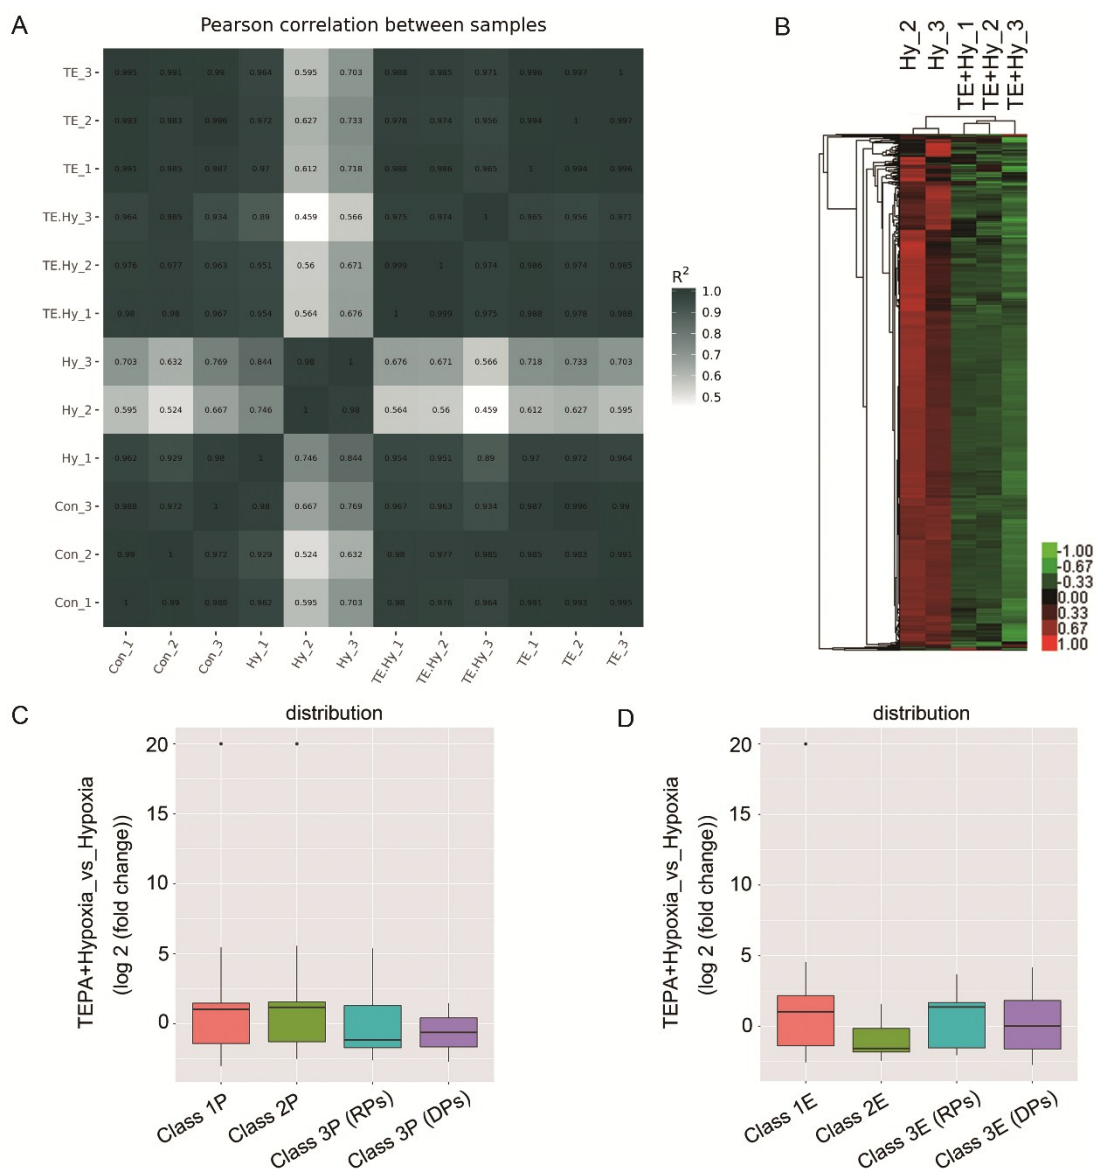 A
Pearson correlation between samples
TE_3 0.995 0.991 0.99 0.964 0.595 0.703 0.988 0.985 0.971 0.996 0.997 1
TE_2 0.993 0.983 0.996 0.972 0.627 0.733 0.978 0.974 0.956 0.994 1 0.997
TE_1 0.991 0.985 0.987 0.97 0.612 0.718 0.988 0.986 0.965 1 0.994 0.996
TE.Hy_3 0.964 0.985 0.934 0.89 0.459 0.566 0.975 0.974 1 0.965 0.956 0.971
TE.Hy_2 0.976 0.977 0.963 0.951 0.56 0.671 0.999 1 0.974 0.986 0.974 0.985
TE.Hy_1 0.98 0.98 0.967 0.954 0.564 0.676 1 0.999 0.975 0.988 0.978 0.988
Hy_3 0.703 0.632 0.769 0.844 0.98 1 0.676 0.671 0.566 0.718 0.733 0.703
Hy_2 0.595 0.524 0.667 0.746 1 0.98 0.564 0.56 0.459 0.612 0.627 0.595
Hy_1 0.962 0.929 0.98 1 0.746 0.844 0.954 0.951 0.89 0.97 0.972 0.964
Con_3 0.988 0.972 1 0.98 0.667 0.769 0.967 0.963 0.934 0.987 0.996 0.99
Con_2 0.99 1 0.972 0.929 0.524 0.632 0.98 0.977 0.985 0.985 0.983 0.991
Con_1 1 0.99 0.988 0.962 0.595 0.703 0.98 0.976 0.964 0.991 0.993 0.995
Con_1 Con_2 Con_3 Hy_1 Hy_2 Hy_3 TE.Hy_1 TE.Hy_2 TE.Hy_3 TE_1 TE_2 TE_3
R²
1.0
0.9
0.8
0.7
0.6
0.5
B
Hy_2 Hy_3 TE+Hy_1 TE+Hy_2 TE+Hy_3
-1.00
-0.67
-0.33
0.00
0.33
0.67
1.00
C
distribution
TEPA+Hypoxia_vs_Hypoxia
(log 2 (fold change))
20
15
10
5
0
Class 1P Class 2P Class 3P (RPs) Class 3P (DPs)
D
distribution
TEPA+Hypoxia_vs_Hypoxia
(log 2 (fold change))
20
15
10
5
0
Class 1E Class 2E Class 3E (RPs) Class 3E (DPs)